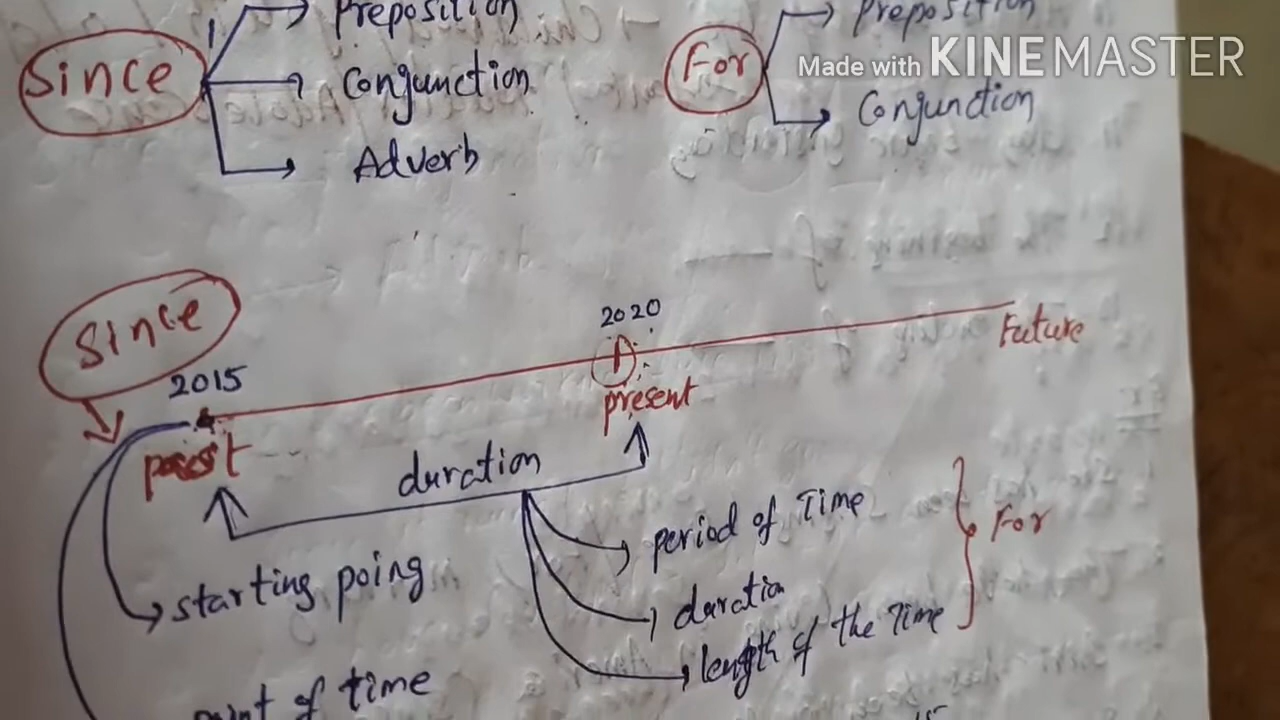 Preposition
Since
Conjunction
Adverb
Preposition
For
Conjunction
Made with KINEMASTER
Since
2015
past
2020
present
Future
duration
period of Time
duration
length of the Time
For
starting poing
point of time